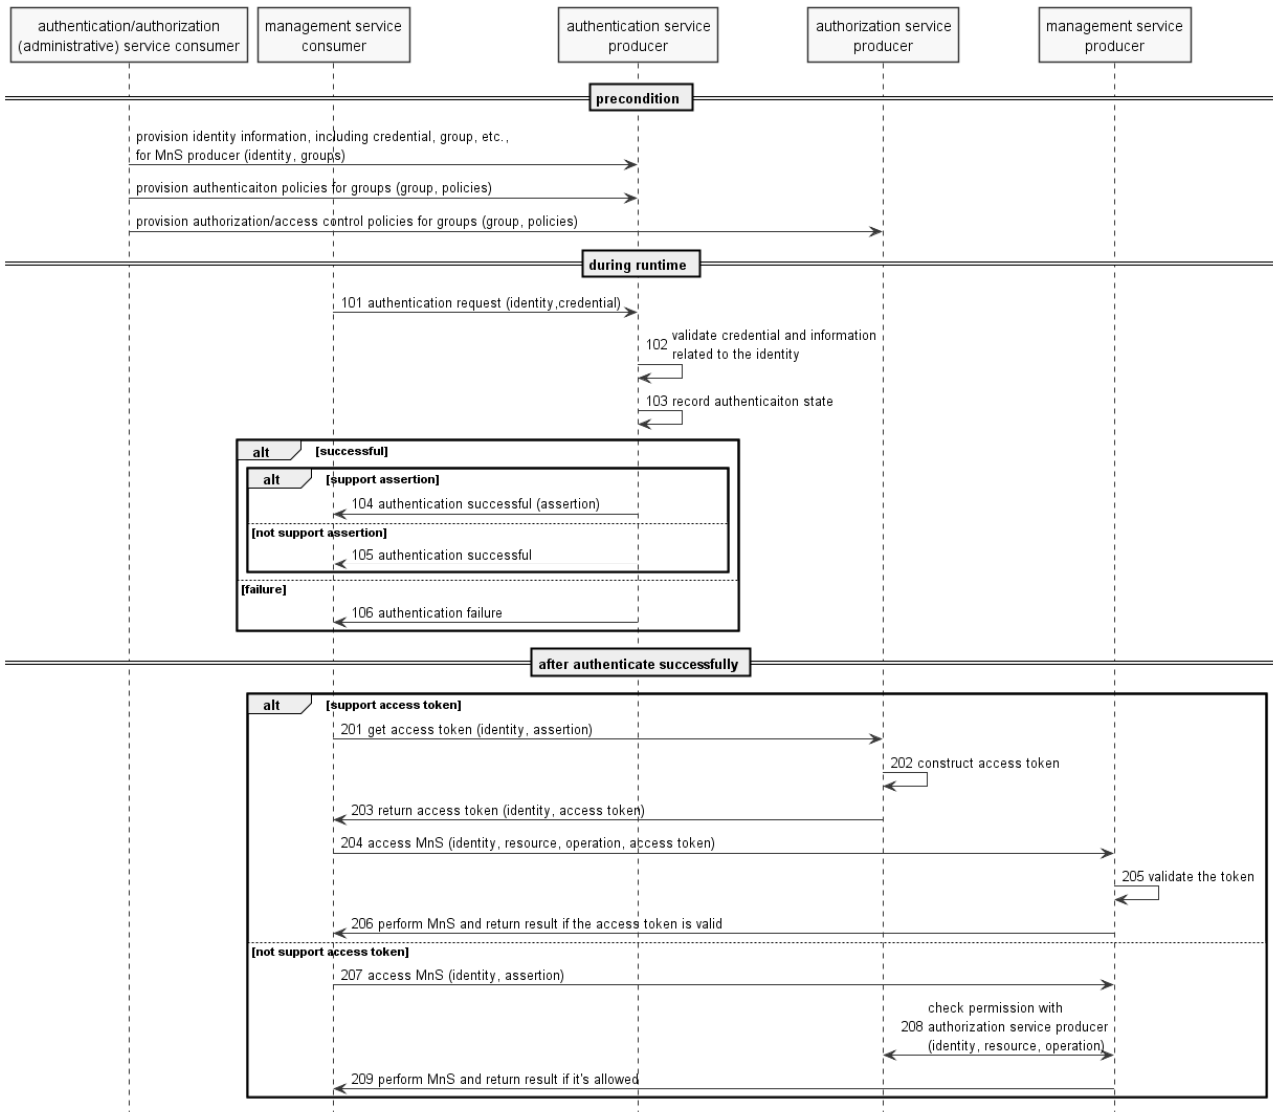 authentication/authorization
(administrative) service consumer
management service
consumer
authentication service
producer
authorization service
producer
management service
producer
precondition
provision identity information, including credential, group, etc.,
for MnS producer (identity, groups)
provision authenticaiton policies for groups (group, policies)
provision authorization/access control policies for groups (group, policies)
during runtime
101 authentication request (identity,credential)
102 validate credential and information
related to the identity
103 record authenticaiton state
alt [successful]
alt [support assertion]
104 authentication successful (assertion)
[not support assertion]
105 authentication successful
[failure]
106 authentication failure
after authenticate successfully
alt [support access token]
201 get access token (identity, assertion)
202 construct access token
203 return access token (identity, access token)
204 access MnS (identity, resource, operation, access token)
205 validate the token
206 perform MnS and return result if the access token is valid
[not support access token]
207 access MnS (identity, assertion)
check permission with
208 authorization service producer
(identity, resource, operation)
209 perform MnS and return result if it's allowed